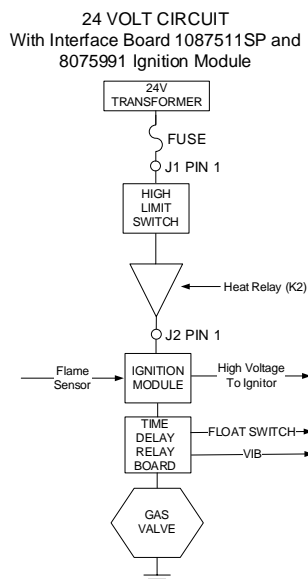 24 VOLT CIRCUIT
With Interface Board 1087511SP and
8075991 Ignition Module
24V
TRANSFORMER
FUSE
J1 PIN 1
HIGH
LIMIT
SWITCH
Heat Relay (K2)
J2 PIN 1
Flame
Sensor
IGNITION
MODULE
High Voltage
To Ignitor
TIME
DELAY
RELAY
BOARD
FLOAT SWITCH
VIB
GAS
VALVE